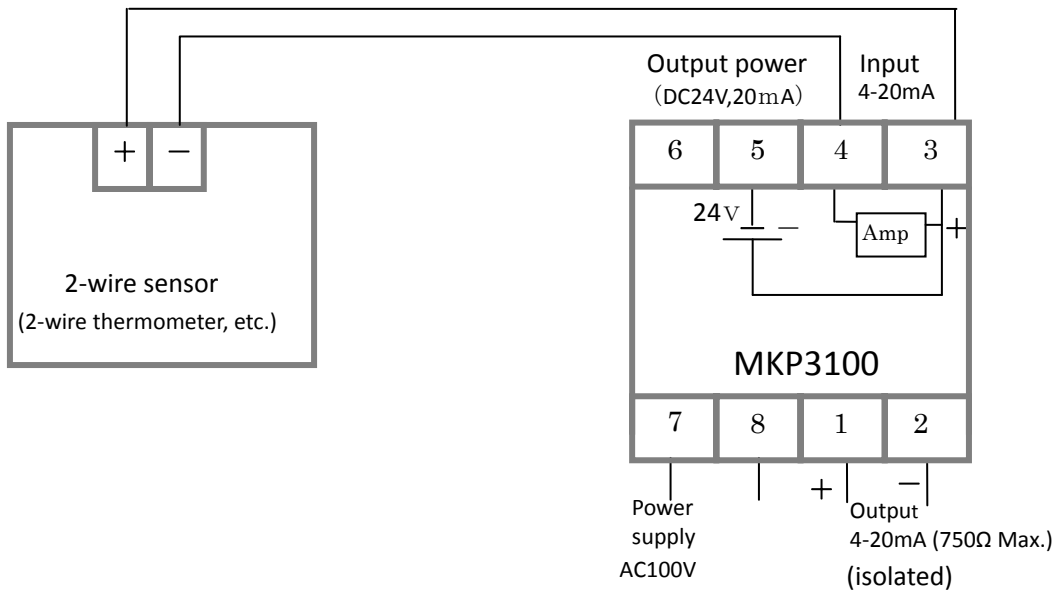 Output power
（DC24V,20mA）
Input
4-20mA
+ −
6 5 4 3
24V −
Amp +
2-wire sensor
(2-wire thermometer, etc.)
MKP3100
7 8 1 2
+ −
Power
supply
AC100V
Output
4-20mA (750Ω Max.)
(isolated)